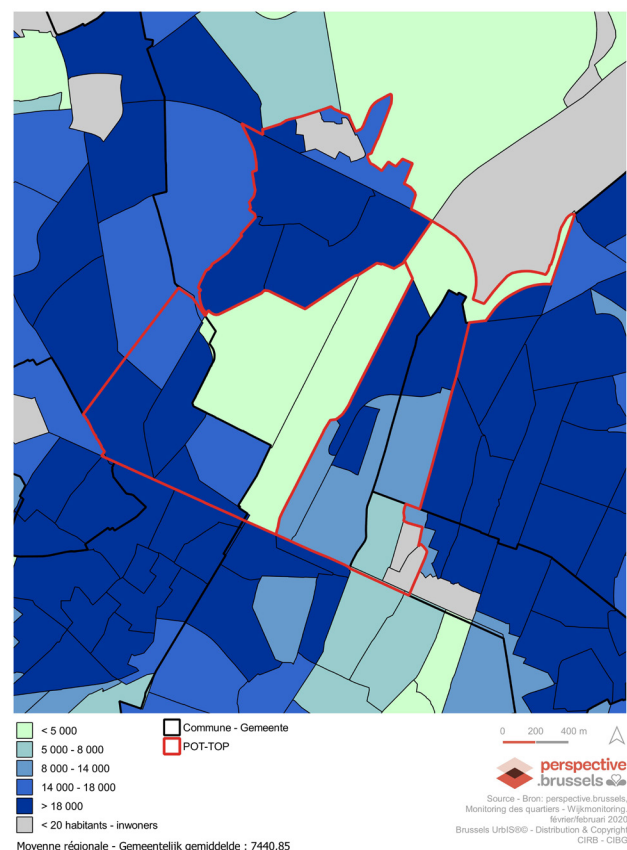 < 5 000
5 000 - 8 000
8 000 - 14 000
14 000 - 18 000
> 18 000
< 20 habitants - inwoners
Moyenne régionale - Gemeentelijk gemiddelde : 7440,85
Commune - Gemeente
POT-TOP
0 200 400 m
perspective
.brussels
Source - Bron: perspective.brussels,
Monitoring des quartiers - Wijkmonitoring,
février/februari 2020
Brussels UrbIS®© - Distribution & Copyright
CIRB - CIBG